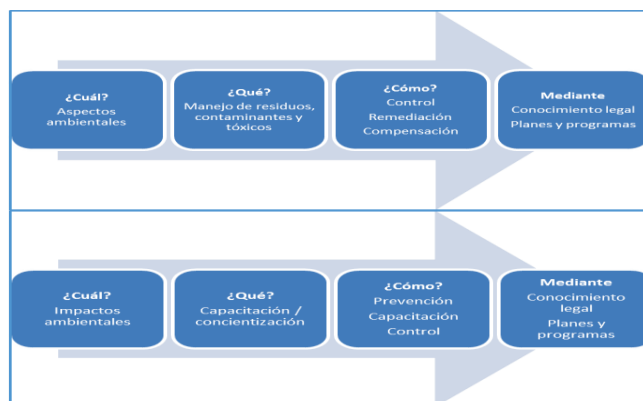 ¿Cuál?
Aspectos
ambientales
¿Qué?
Manejo de residuos,
contaminantes y
tóxicos
¿Cómo?
Control
Remediación
Compensación
Mediante
Conocimiento legal
Planes y programas
¿Cuál?
Impactos
ambientales
¿Qué?
Capacitación /
concientización
¿Cómo?
Prevención
Capacitación
Control
Mediante
Conocimiento
legal
Planes y
programas